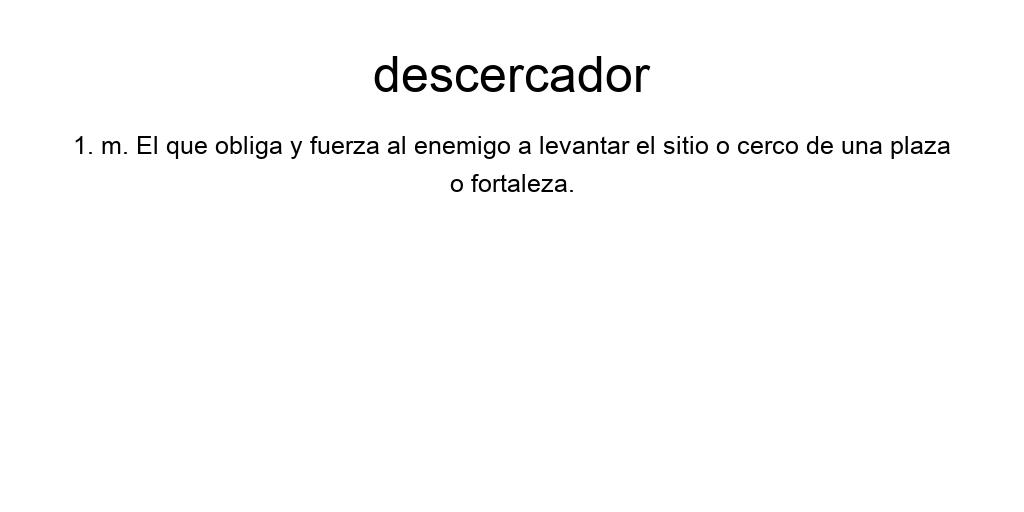 descercador
1. m. El que obliga y fuerza al enemigo a levantar el sitio o cerco de una plaza
o fortaleza.